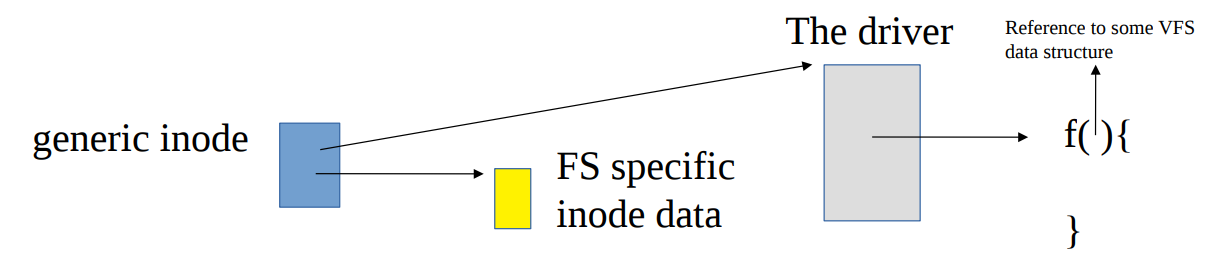 The driver
Reference to some VFS
data structure
generic inode
f( ){
FS specific
inode data
}